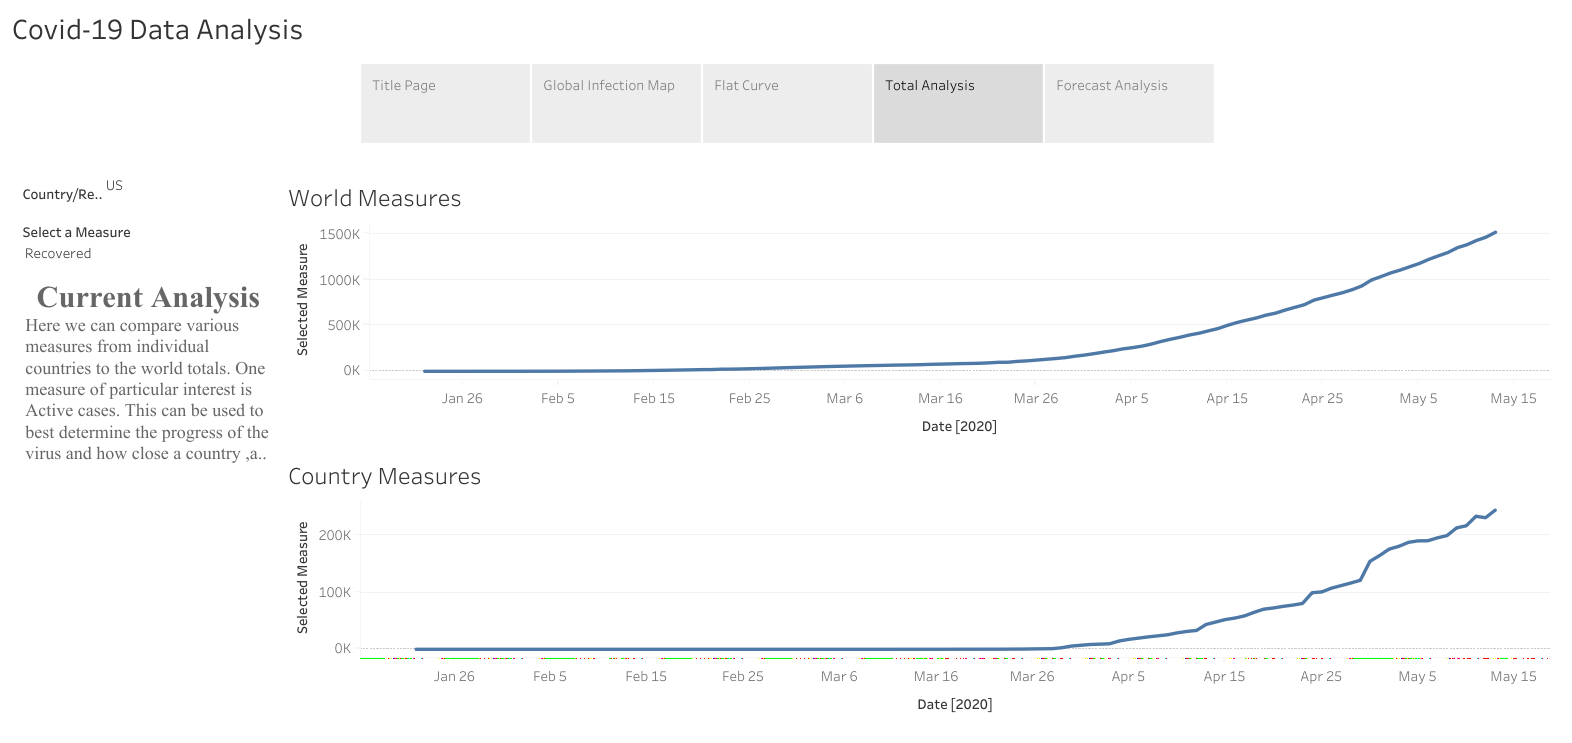 Covid-19 Data Analysis
Title Page
Global Infection Map
Flat Curve
Total Analysis
Forecast Analysis
Country/Re.. US
Select a Measure
Recovered
Current Analysis
Here we can compare various
measures from individual
countries to the world totals. One
measure of particular interest is
Active cases. This can be used to
best determine the progress of the
virus and how close a country ,a..
World Measures
Selected Measure
1500K
1000K
500K
0K
Jan 26 Feb 5 Feb 15 Feb 25 Mar 6 Mar 16 Mar 26 Apr 5 Apr 15 Apr 25 May 5 May 15
Date [2020]
Country Measures
Selected Measure
200K
100K
0K
Jan 26 Feb 5 Feb 15 Feb 25 Mar 6 Mar 16 Mar 26 Apr 5 Apr 15 Apr 25 May 5 May 15
Date [2020]